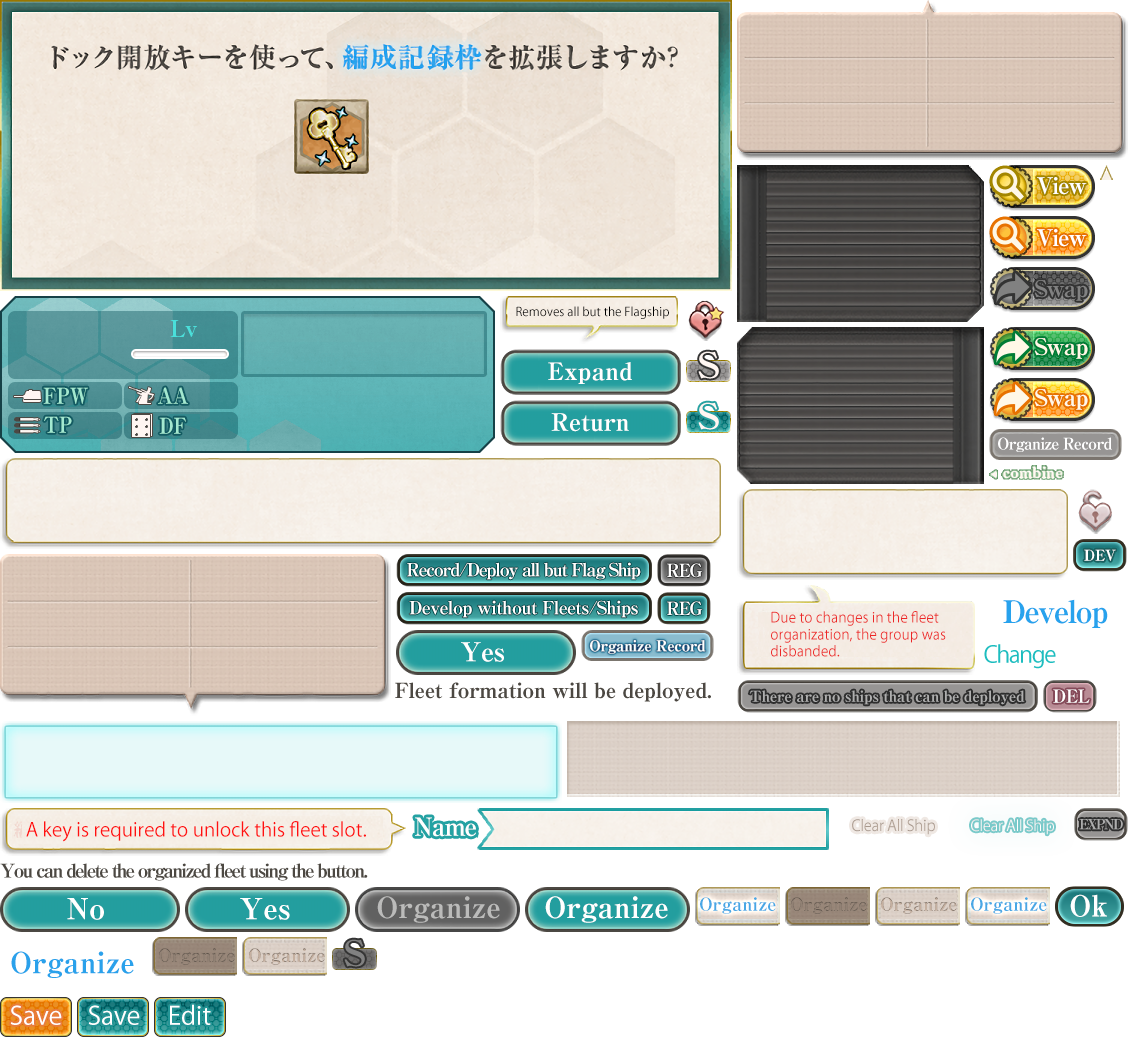 ドック開放キーを使って、編成記録枠を拡張しますか?
View
View
Swap
Lv
FPW
AA
TP
DF
Removes all but the Flagship
Expand
S
Return
S
Swap
Swap
Organize Record
combine
DEV
Record/Deploy all but Flag Ship
REG
Develop without Fleets/Ships
REG
Yes
Organize Record
Fleet formation will be deployed.
Due to changes in the fleet
organization, the group was
disbanded.
Develop
Change
There are no ships that can be deployed
DEL
A key is required to unlock this fleet slot.
Name
Clear All Ship
Clear All Ship
EXPND
You can delete the organized fleet using the button.
No
Yes
Organize
Organize
Organize
Organize
Organize
Organize
Ok
Organize
Organize
Organize
S
Save
Save
Edit